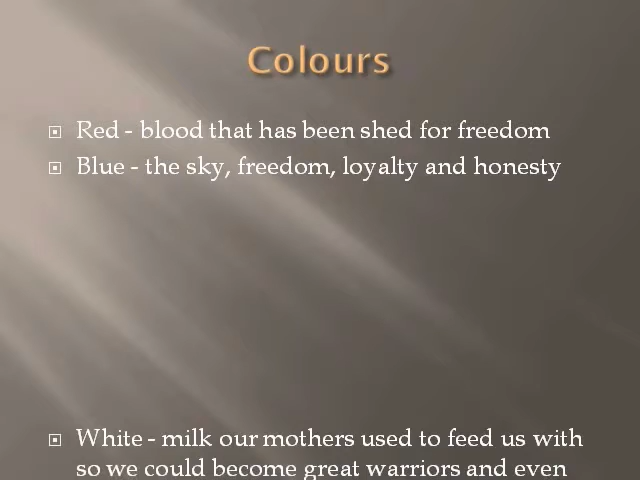 Colours
Red - blood that has been shed for freedom
Blue - the sky, freedom, loyalty and honesty
White - milk our mothers used to feed us with
so we could become great warriors and even